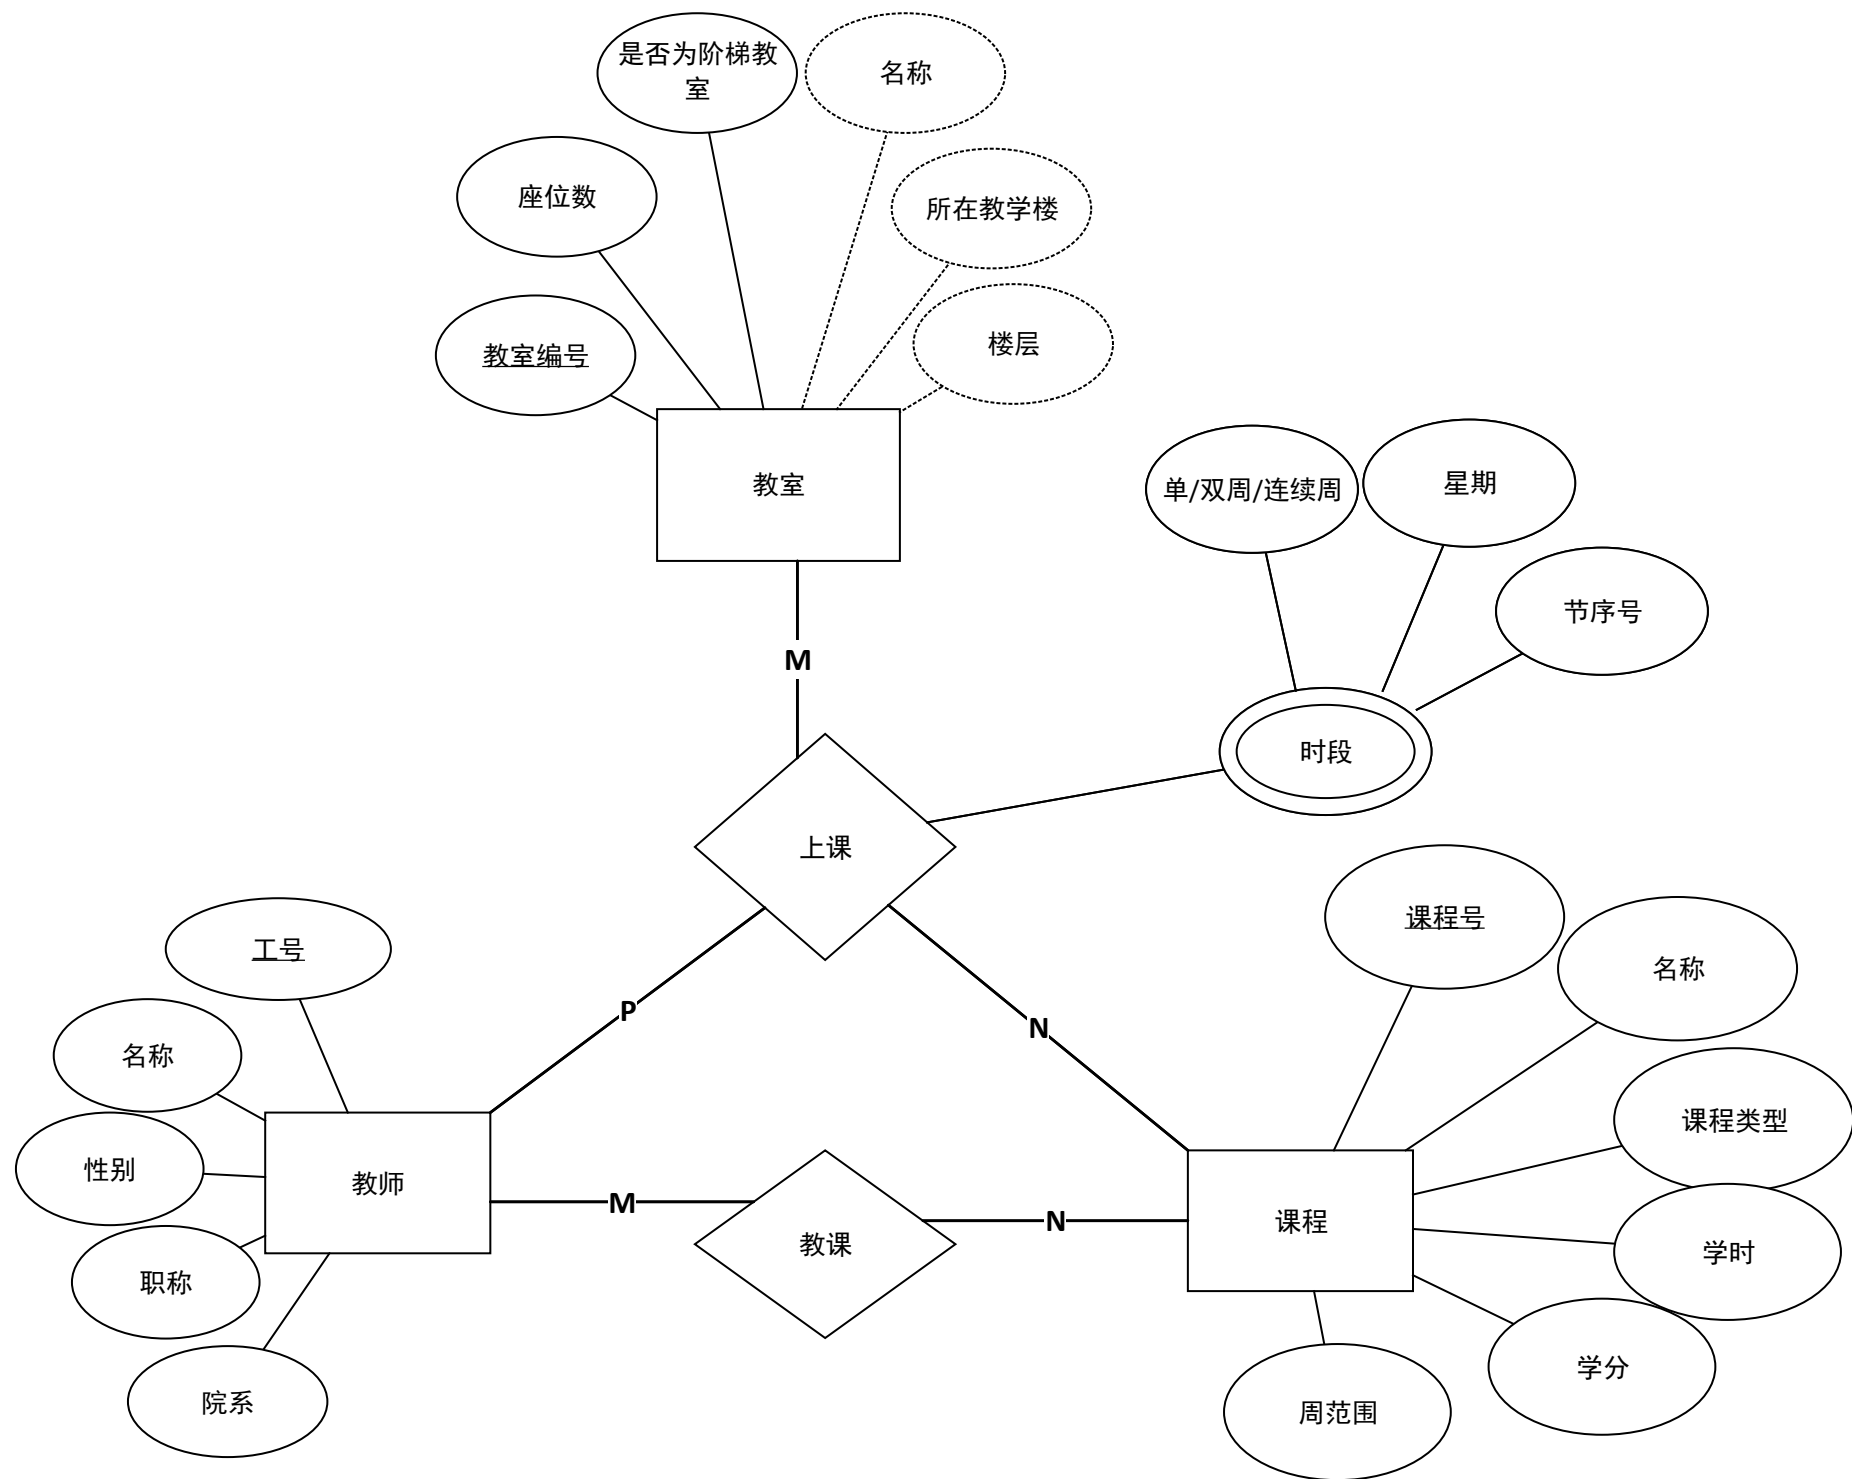 是否为阶梯教
室
名称
座位数
所在教学楼
教室编号
楼层
教室
单/双周/连续周
星期
节序号
M
时段
上课
课程号
工号
名称
P
N
名称
课程类型
性别
教师
M
教课
N
课程
学时
职称
学分
院系
周范围